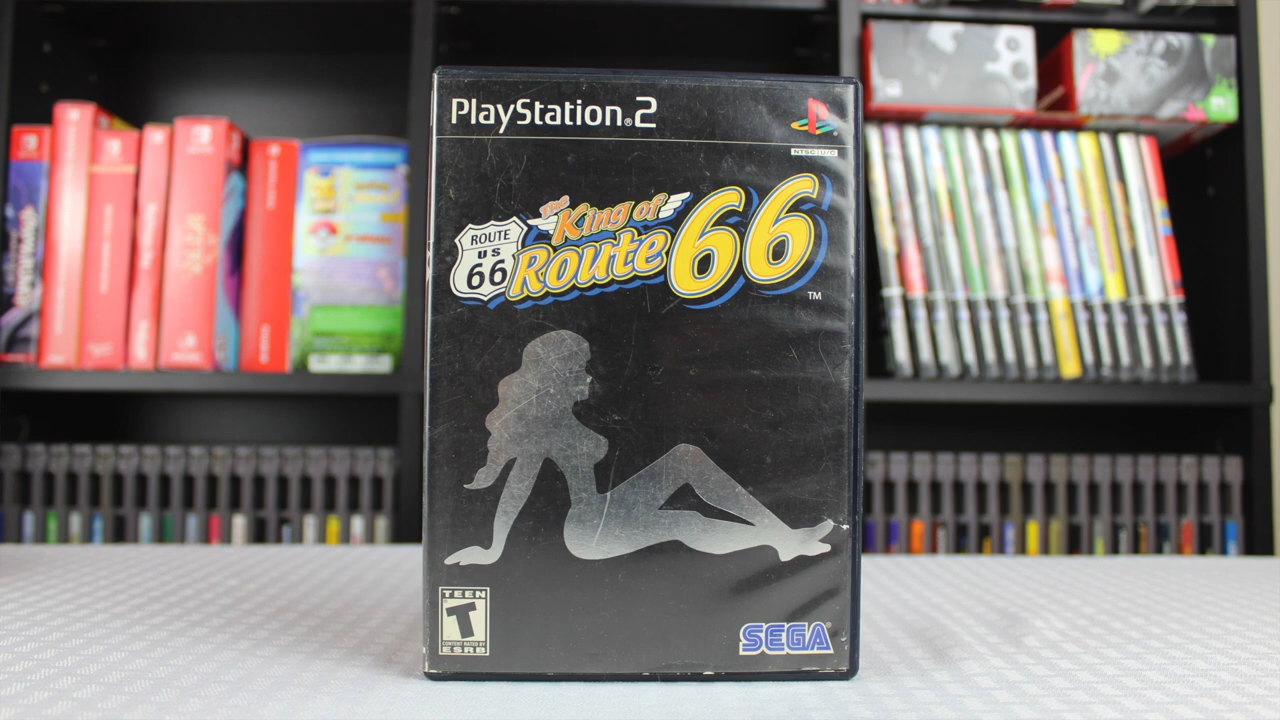 PlayStation®2
NTSC U/C
The
King of
Route 66
ROUTE
US
66
TM
TEEN
T
CONTENT RATED BY
ESRB
SEGA®